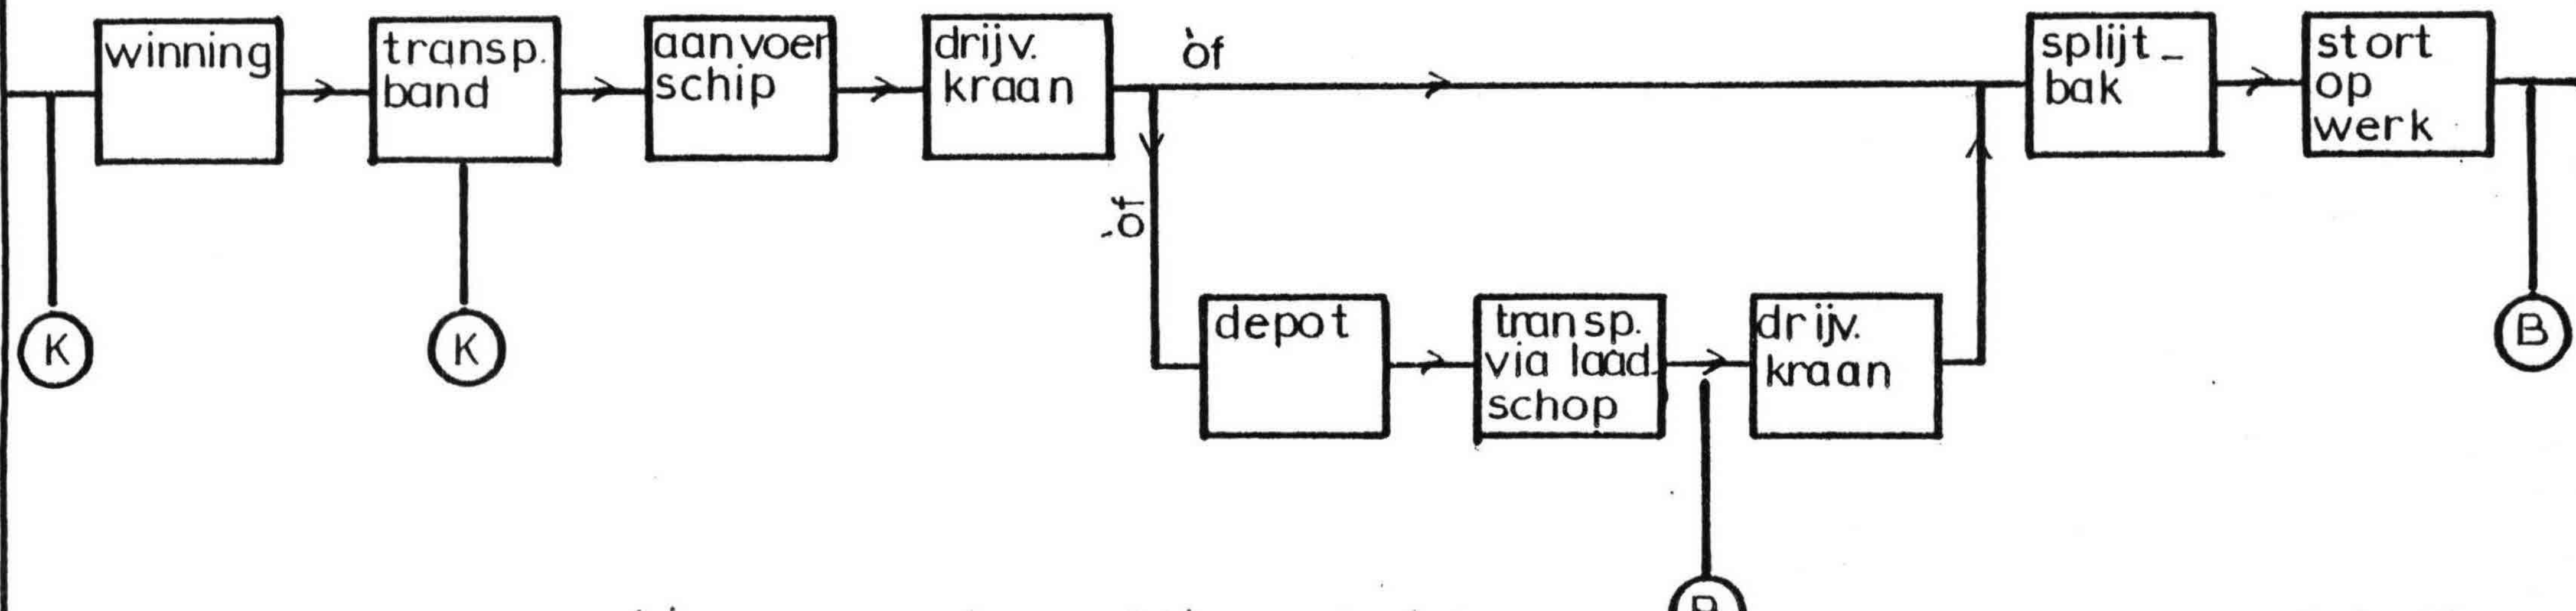 winning
transp.
band
aanvoer
schip
drijv.
kraan
òf
òf
splijt-
bak
stort
op
werk
K
K
depot
transp.
via laad.
schop
drijv.
kraan
B